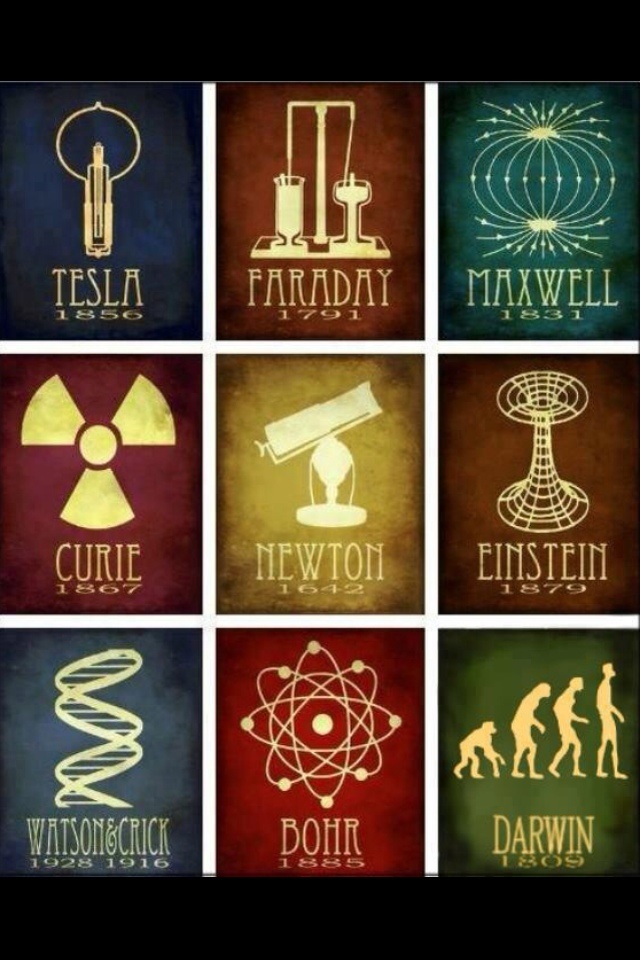 TESLA
1856
FARADAY
1791
MAXWELL
1831
CURIE
1867
NEWTON
1642
EINSTEIN
1879
WATSON&CRICK
1928 1916
BOHR
1885
DARWIN
1809